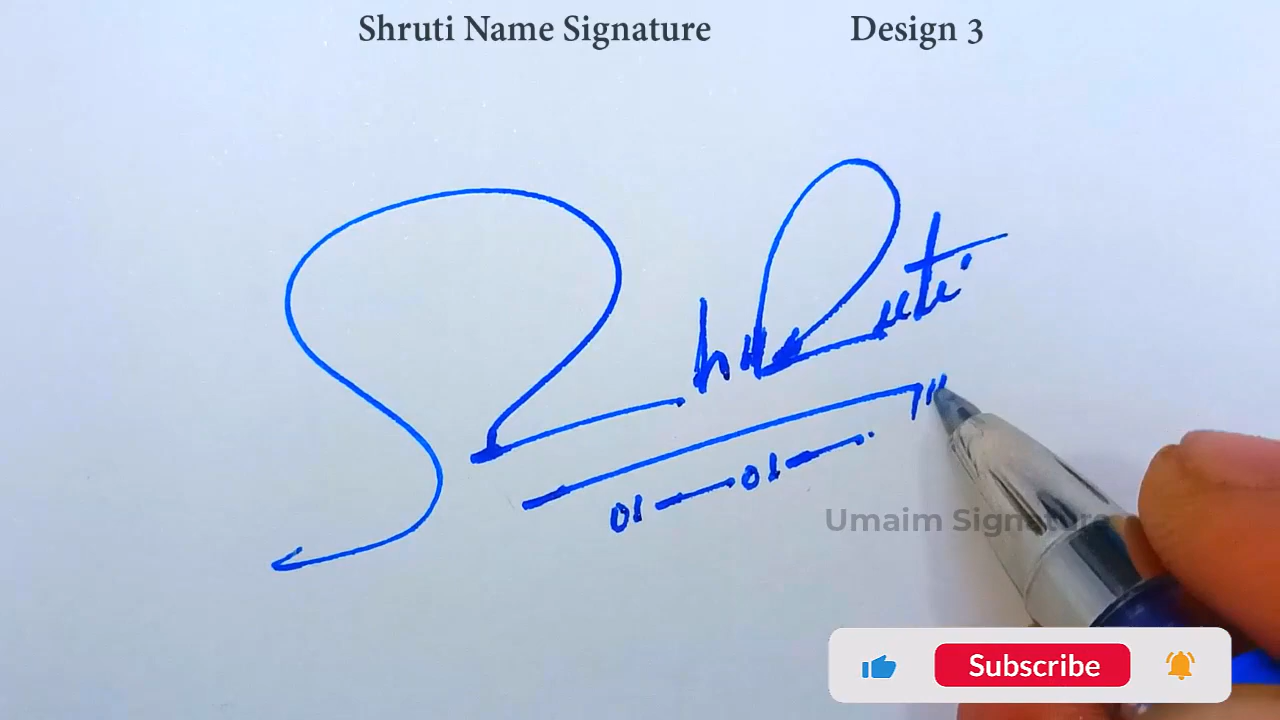 Shruti Name Signature Design 3
Shruti
01 — 01 —
Umaim Signature
Subscribe